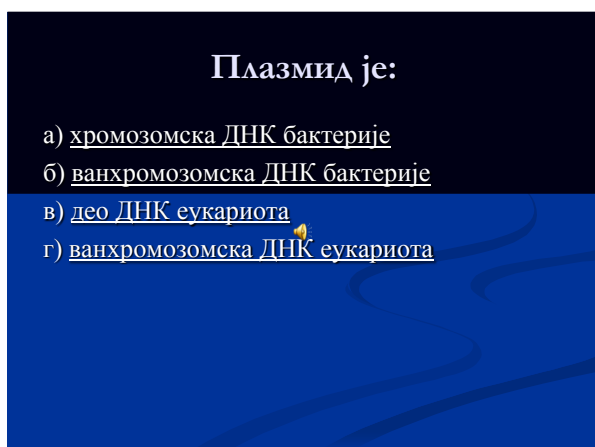 Плазмид је:
а) хромозомска ДНК бактерије
б) ванхромозомска ДНК бактерије
в) део ДНК еукариота
г) ванхромозомска ДНК еукариота